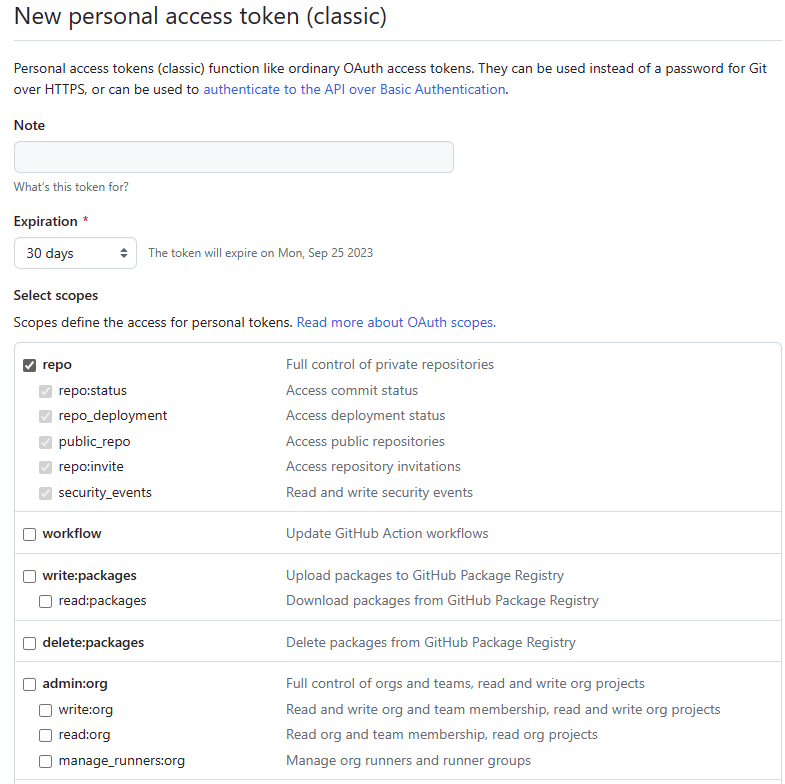 New personal access token (classic)
Personal access tokens (classic) function like ordinary OAuth access tokens. They can be used instead of a password for Git
over HTTPS, or can be used to authenticate to the API over Basic Authentication.
Note
What's this token for?
Expiration *
30 days The token will expire on Mon, Sep 25 2023
Select scopes
Scopes define the access for personal tokens. Read more about OAuth scopes.
repo Full control of private repositories
repo:status Access commit status
repo_deployment Access deployment status
public_repo Access public repositories
repo:invite Access repository invitations
security_events Read and write security events
workflow Update GitHub Action workflows
write:packages Upload packages to GitHub Package Registry
read:packages Download packages from GitHub Package Registry
delete:packages Delete packages from GitHub Package Registry
admin:org Full control of orgs and teams, read and write org projects
write:org Read and write org and team membership, read and write org projects
read:org Read org and team membership, read org projects
manage_runners:org Manage org runners and runner groups